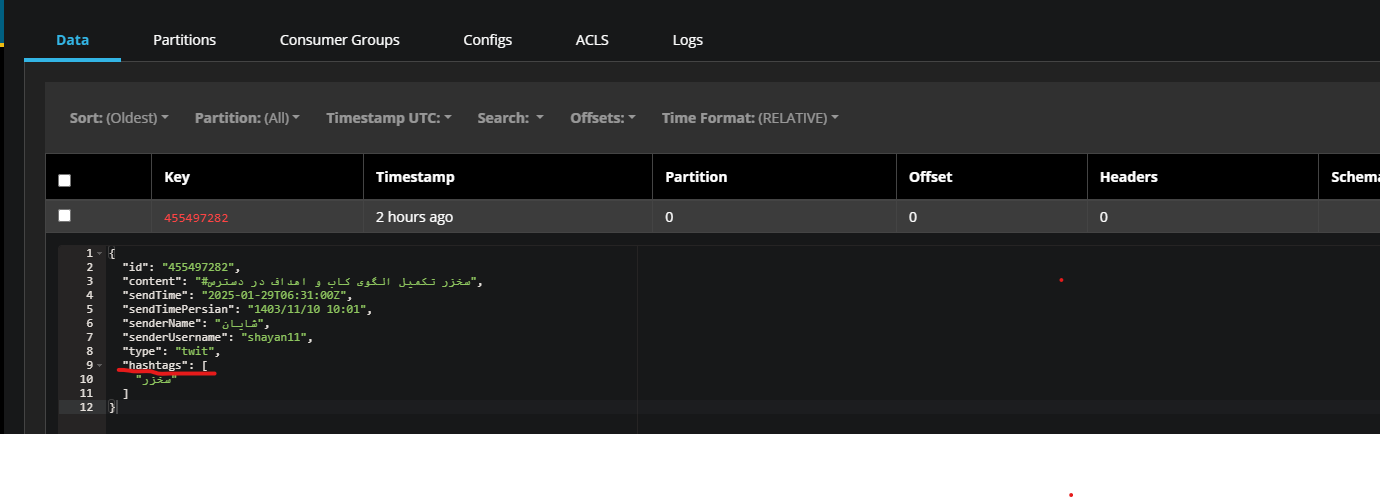 Data Partitions Consumer Groups Configs ACLS Logs
Sort: (Oldest) Partition: (All) Timestamp UTC: Search: Offsets: Time Format: (RELATIVE)
Key Timestamp Partition Offset Headers Schema
455497282 2 hours ago 0 0 0
1 {
2 "id": "455497282",
3 "content": "#سخزر تکمیل الگوی کاپ و اهداف در دسترس",
4 "sendTime": "2025-01-29T06:31:00Z",
5 "sendTimePersian": "1403/11/10 10:01",
6 "senderName": "شایان",
7 "senderUsername": "shayan11",
8 "type": "twit",
9 "hashtags": [
10 "سخزر"
11 ]
12 }